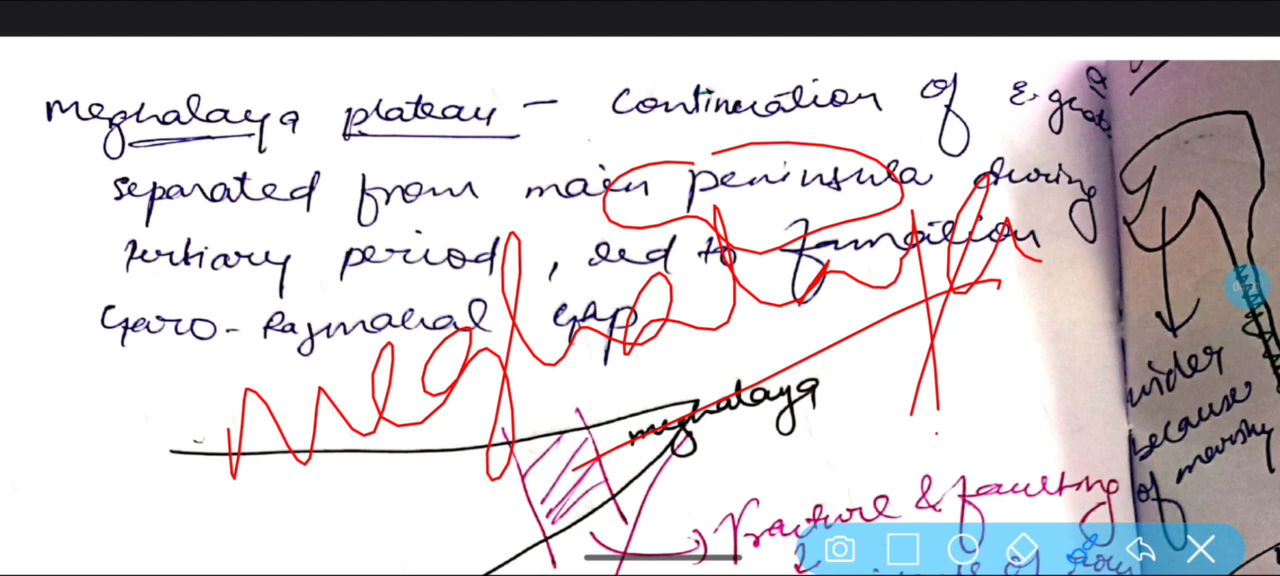 Meghalaya plateau – Continuation of E. ghats
separated from main peninsula during
tertiary period, led to formation
Garo-Rajmahal gap
meghalaya
meghalaya
wider
because
of marshy
Fracture & faulting